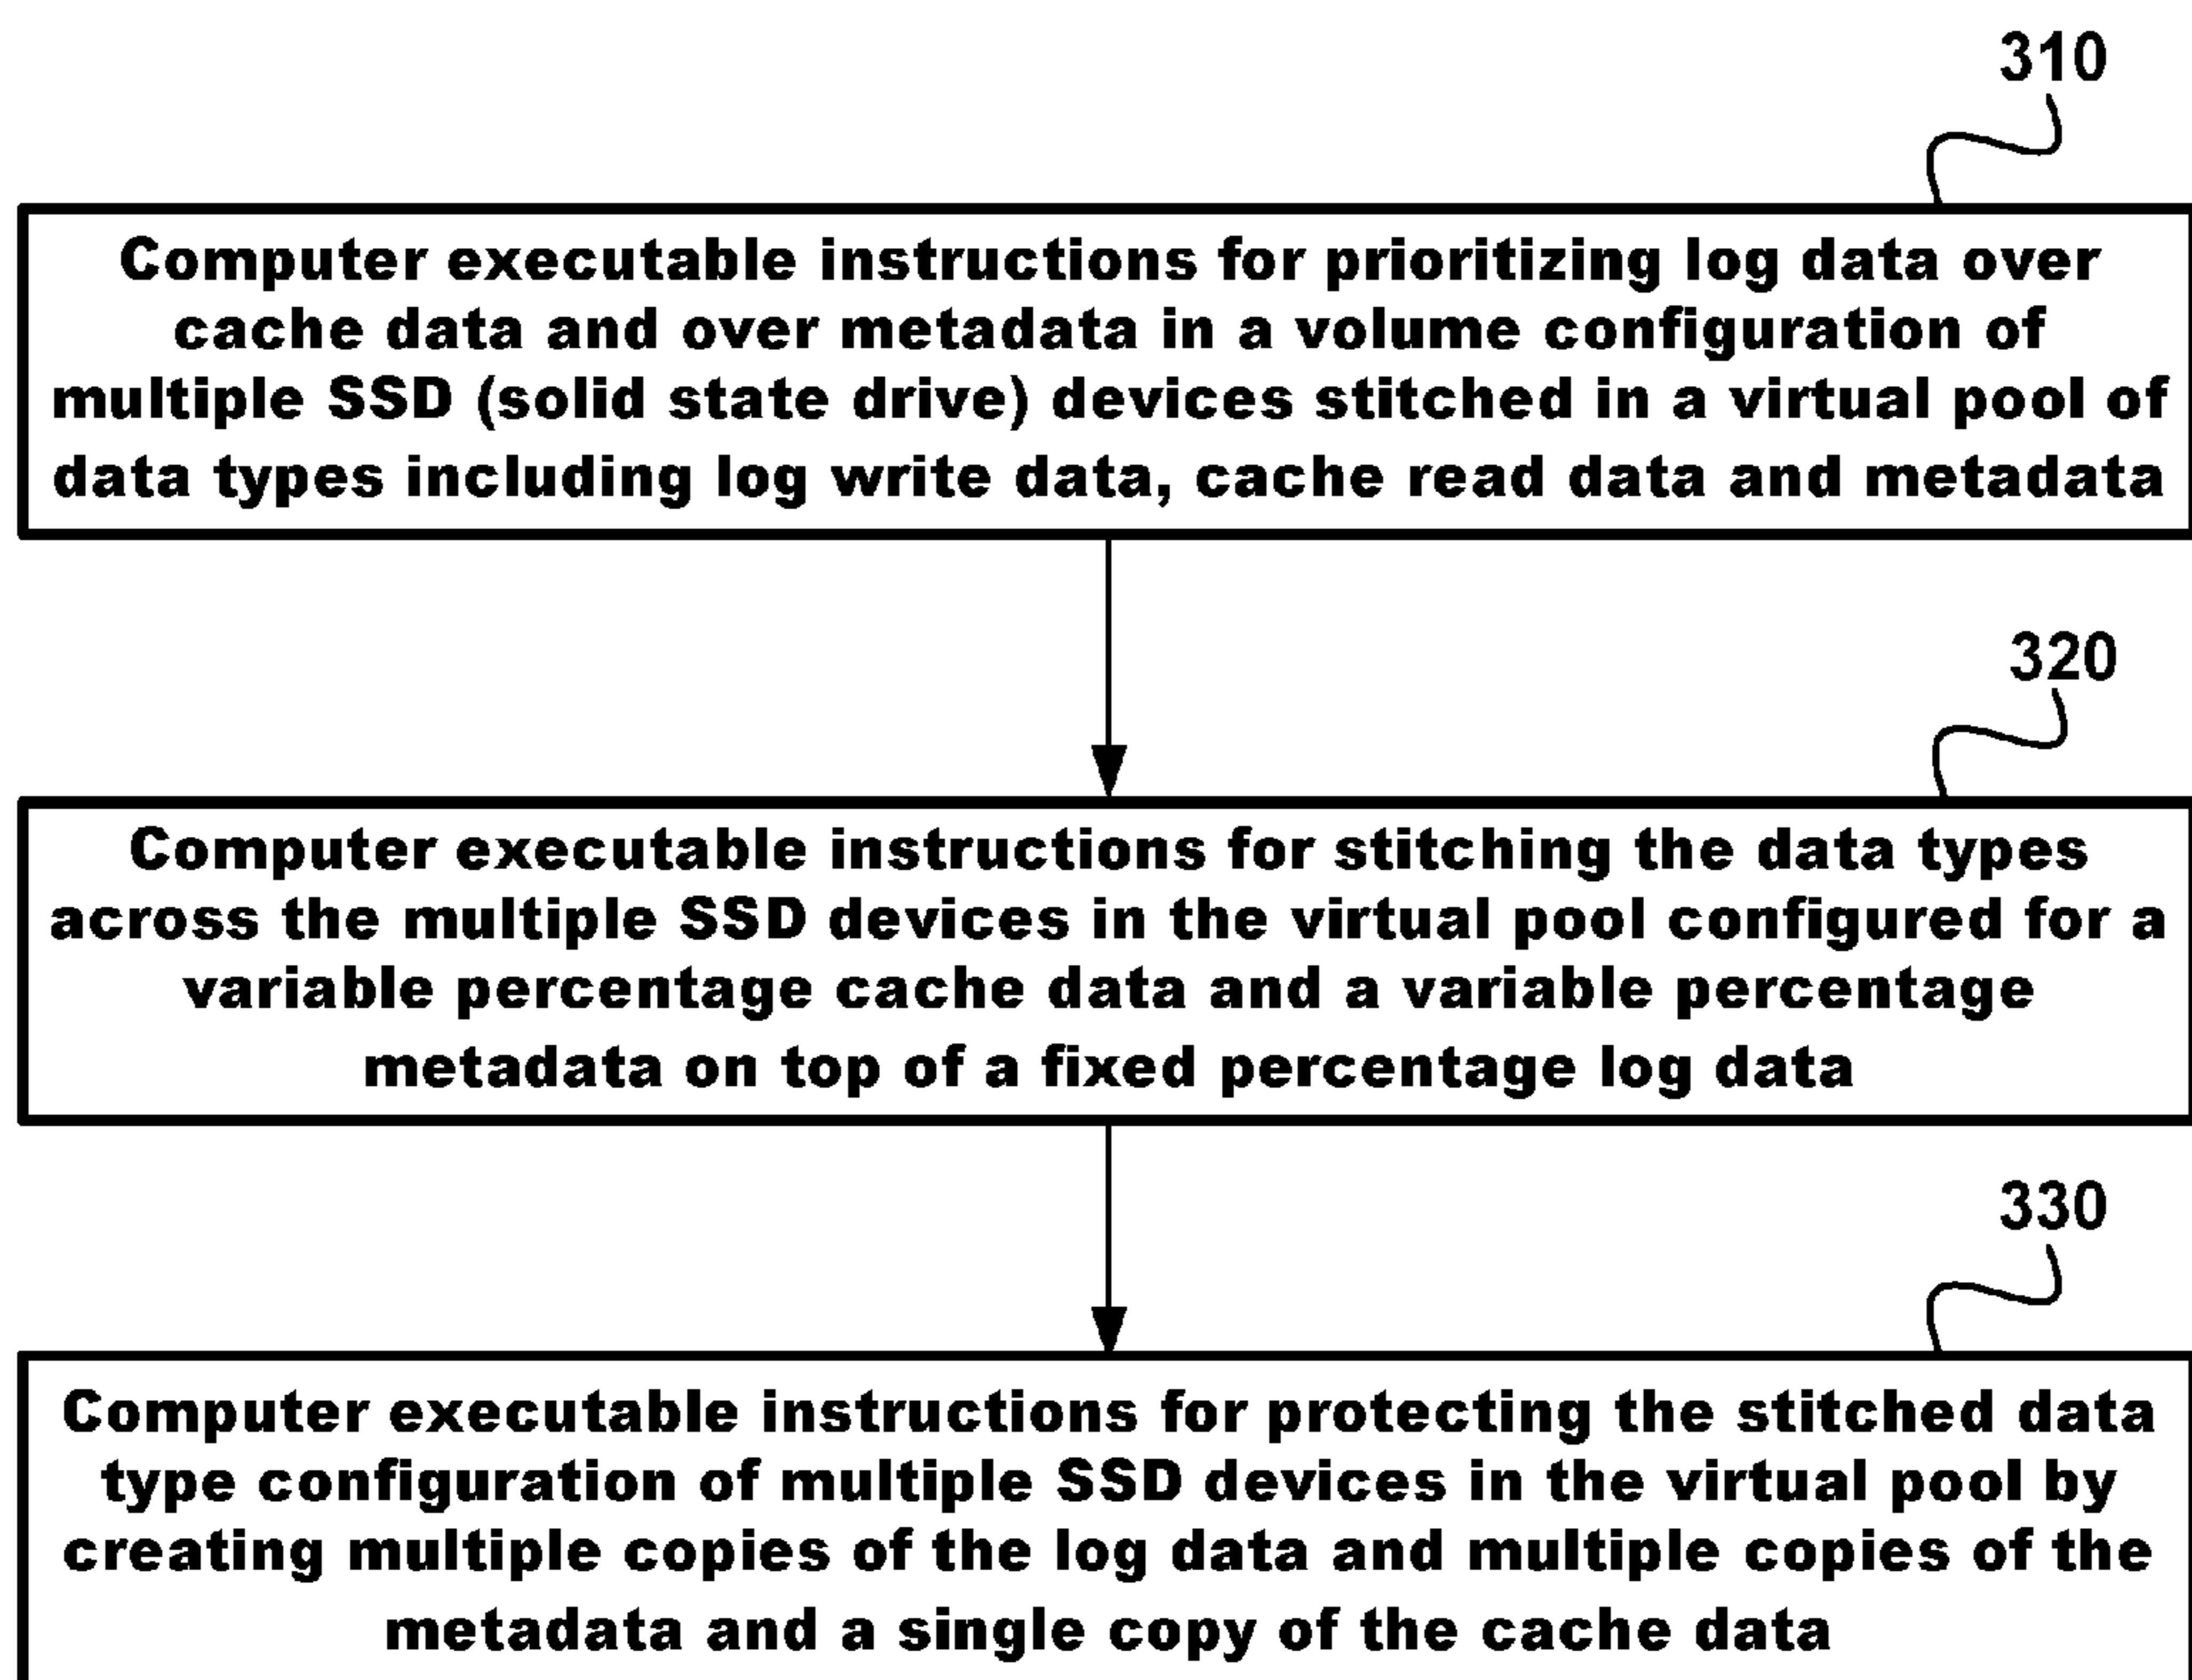 310
Computer executable instructions for prioritizing log data over
cache data and over metadata in a volume configuration of
multiple SSD (solid state drive) devices stitched in a virtual pool of
data types including log write data, cache read data and metadata
320
Computer executable instructions for stitching the data types
across the multiple SSD devices in the virtual pool configured for a
variable percentage cache data and a variable percentage
metadata on top of a fixed percentage log data
330
Computer executable instructions for protecting the stitched data
type configuration of multiple SSD devices in the virtual pool by
creating multiple copies of the log data and multiple copies of the
metadata and a single copy of the cache data